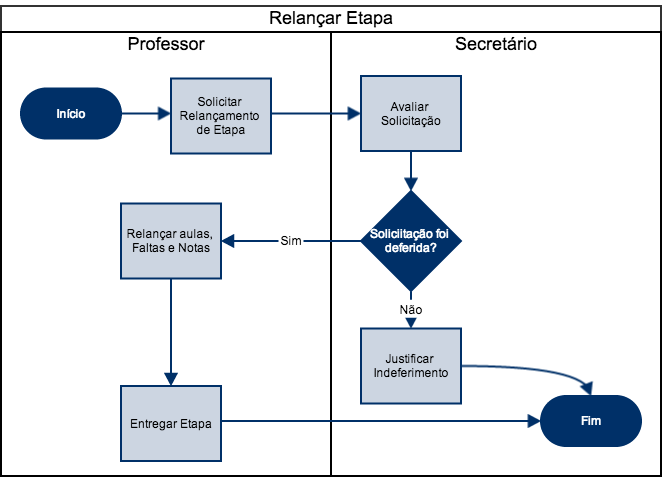 Relançar Etapa
Professor
Secretário
Início
Solicitar
Relançamento
de Etapa
Avaliar
Solicitação
Soliciitação foi
deferida?
Sim
Relançar aulas,
Faltas e Notas
Não
Justificar
Indeferimento
Entregar Etapa
Fim